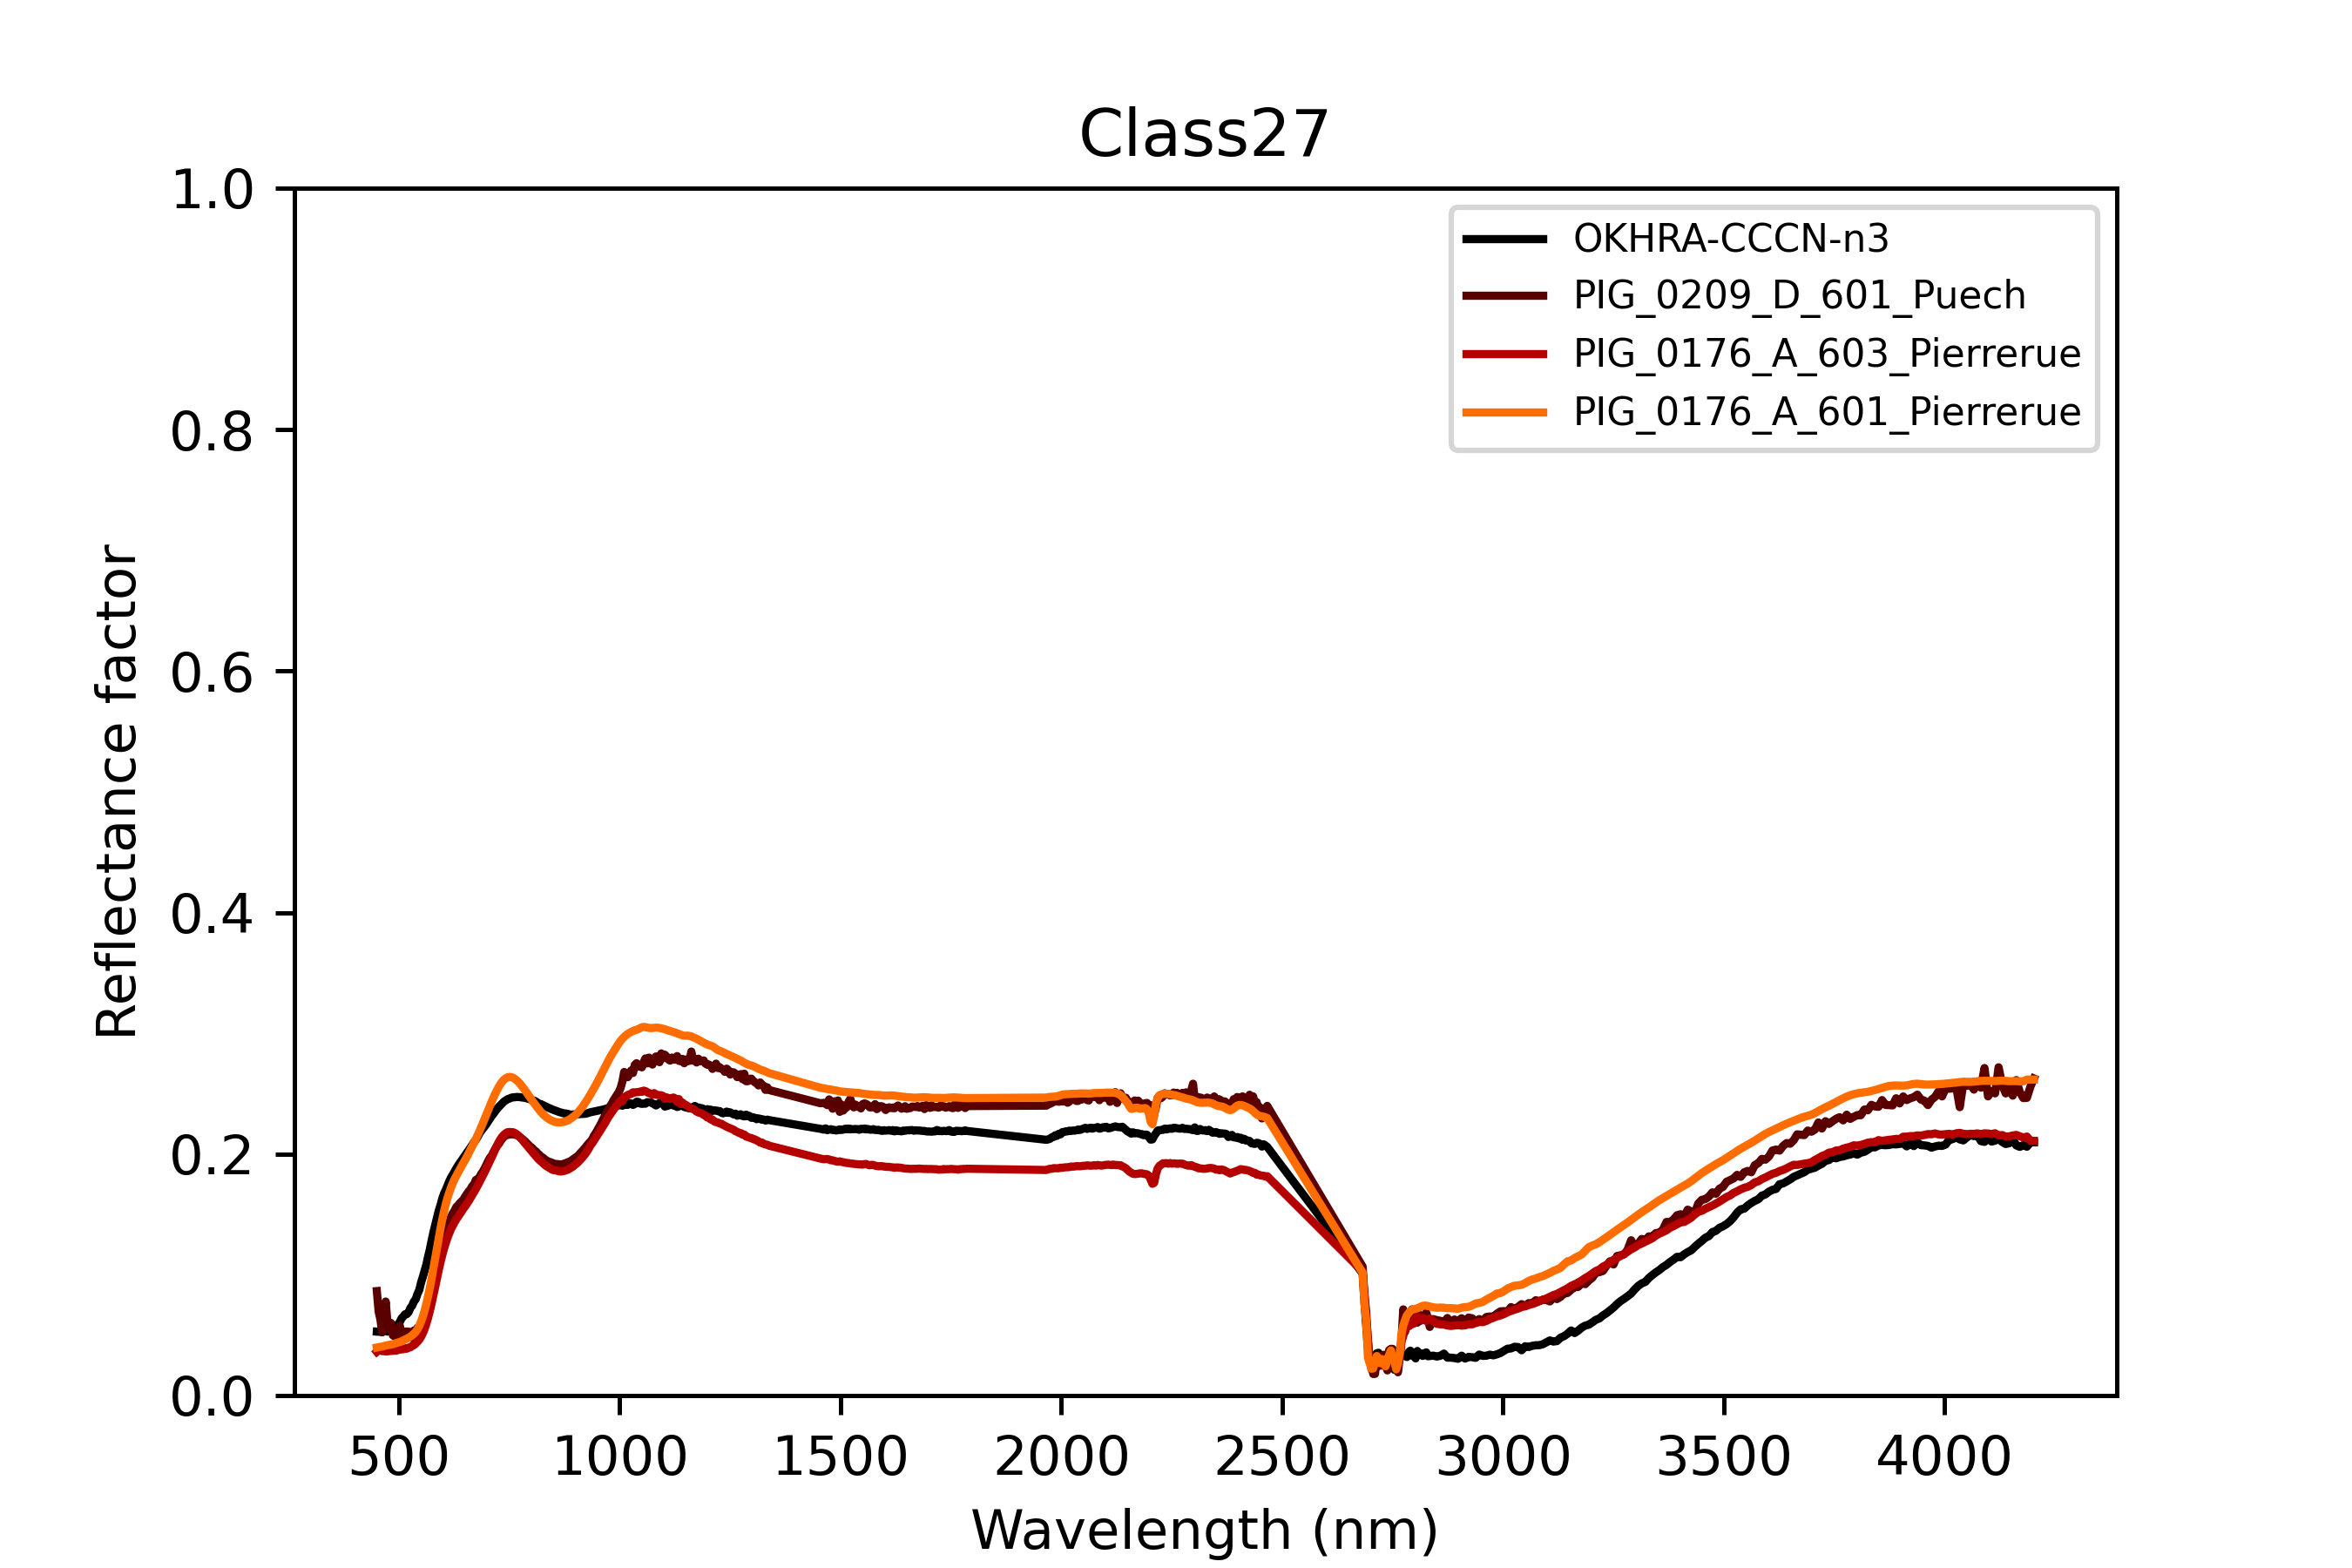 Class27
1.0
0.8
0.6
0.4
0.2
0.0
Reflectance factor
OKHRA-CCCN-n3
PIG_0209_D_601_Puech
PIG_0176_A_603_Pierrerue
PIG_0176_A_601_Pierrerue
500 1000 1500 2000 2500 3000 3500 4000
Wavelength (nm)